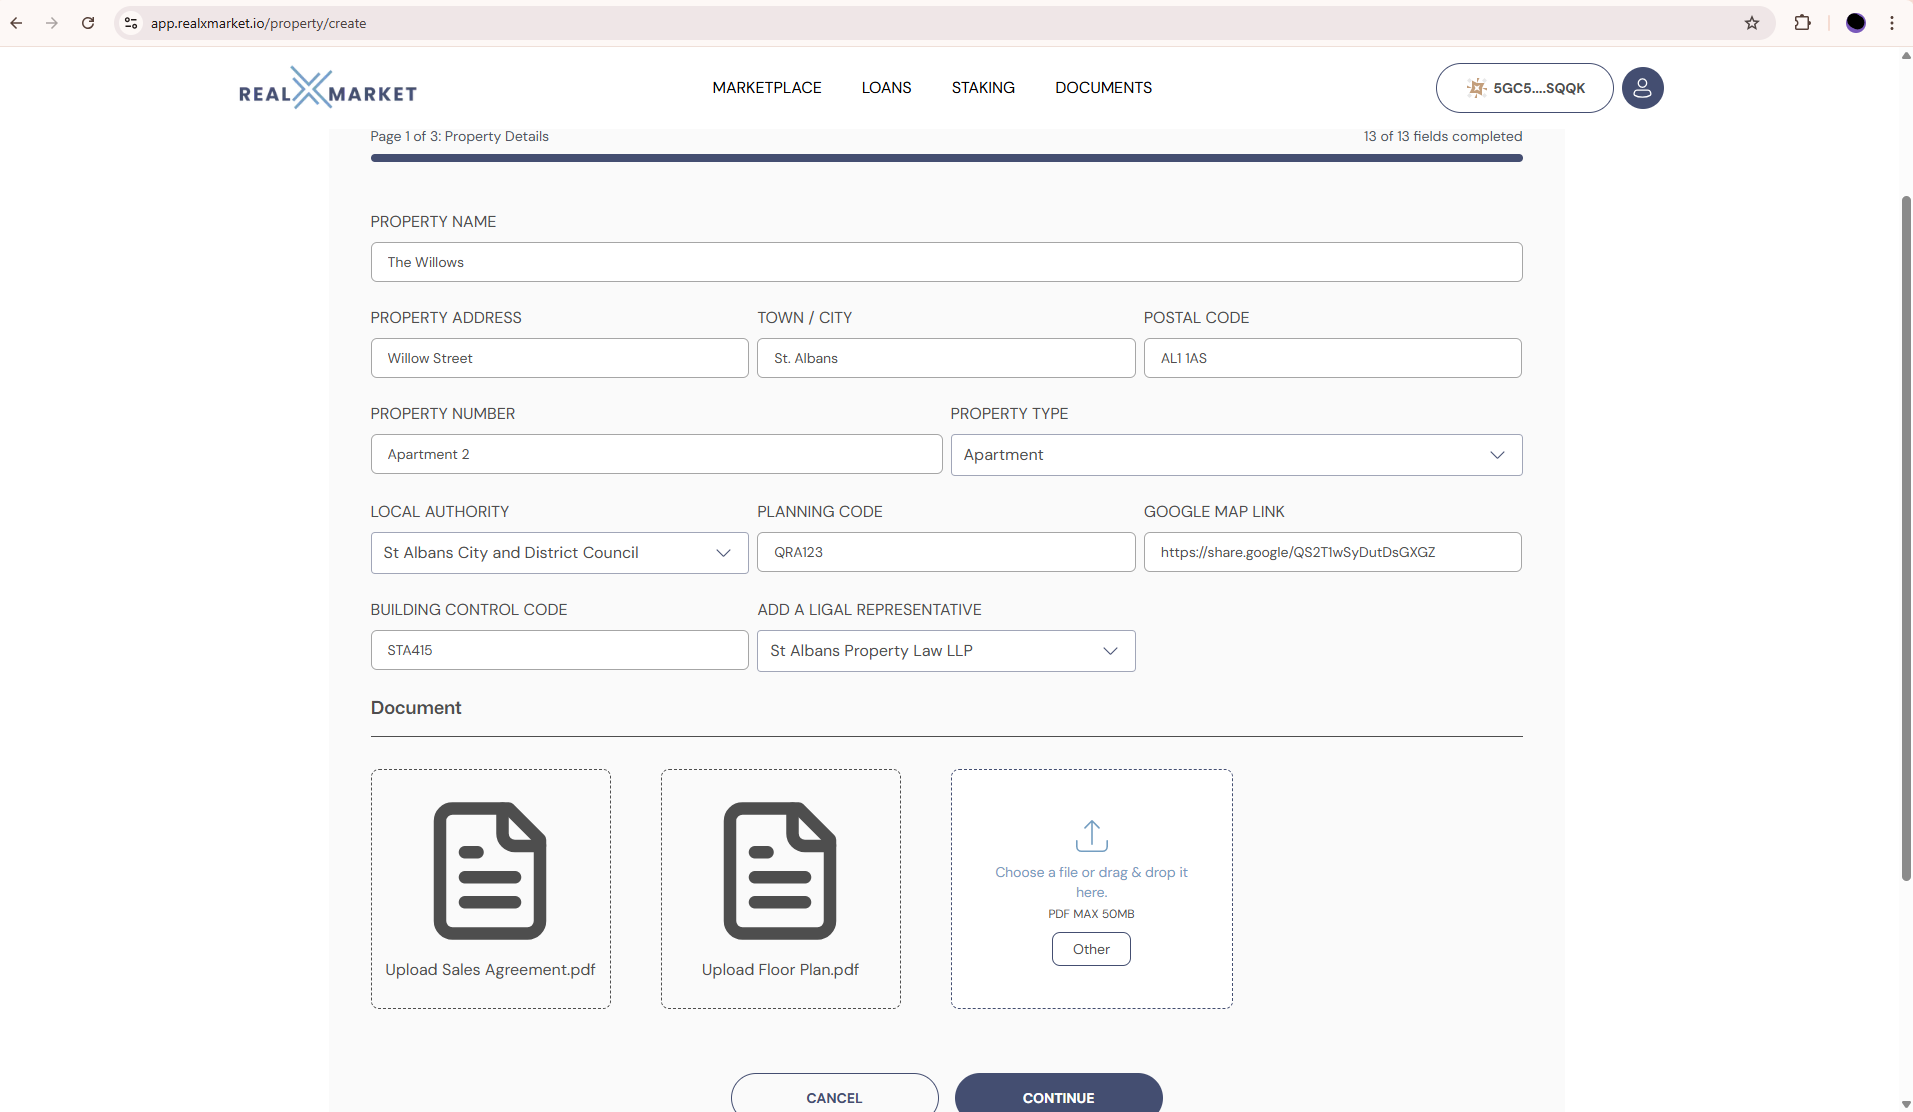 app.realxmarket.io/property/create
REAL MARKET
MARKETPLACE LOANS STAKING DOCUMENTS
5GC5....SQQK
Page 1 of 3: Property Details 13 of 13 fields completed
PROPERTY NAME
The Willows
PROPERTY ADDRESS TOWN / CITY POSTAL CODE
Willow Street St. Albans AL1 1AS
PROPERTY NUMBER PROPERTY TYPE
Apartment 2 Apartment
LOCAL AUTHORITY PLANNING CODE GOOGLE MAP LINK
St Albans City and District Council QRA123 https://share.google/QS2T1wSyDutDsGXGZ
BUILDING CONTROL CODE ADD A LIGAL REPRESENTATIVE
STA415 St Albans Property Law LLP
Document
Choose a file or drag & drop it
here.
PDF MAX 50MB
Other
Upload Sales Agreement.pdf Upload Floor Plan.pdf
CANCEL CONTINUE